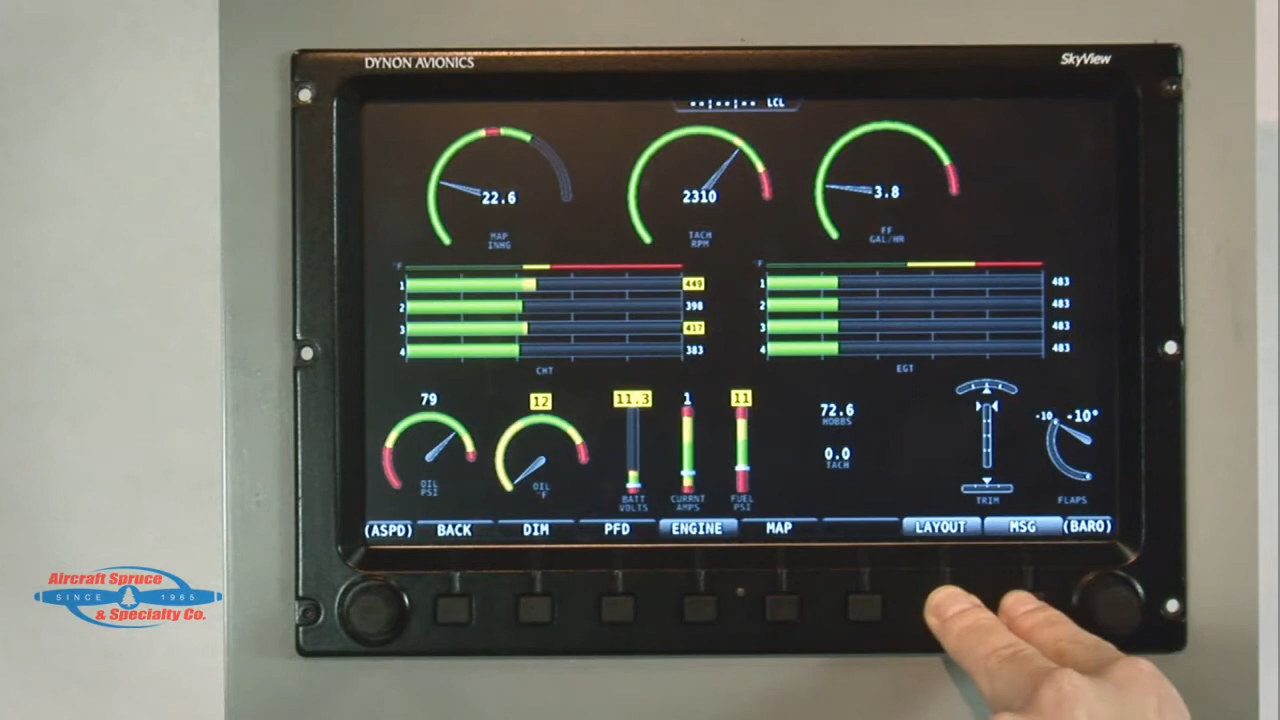 DYNON AVIONICS
SkyView
--:--:-- LCL
22.6
MAP
INHG
2310
TACH
RPM
3.8
FF
GAL/HR
°F
1 449
2 398
3 417
4 383
CHT
°F
1 483
2 483
3 483
4 483
EGT
79
OIL
PSI
12
OIL
°F
11.3
BATT
VOLTS
1
CURRNT
AMPS
11
FUEL
PSI
72.6
HOBBS
0.0
TACH
TRIM
-10 -10°
FLAPS
(ASPD) BACK DIM PFD ENGINE MAP LAYOUT MSG (BARO)
Aircraft Spruce
SINCE 1965
& Specialty Co.